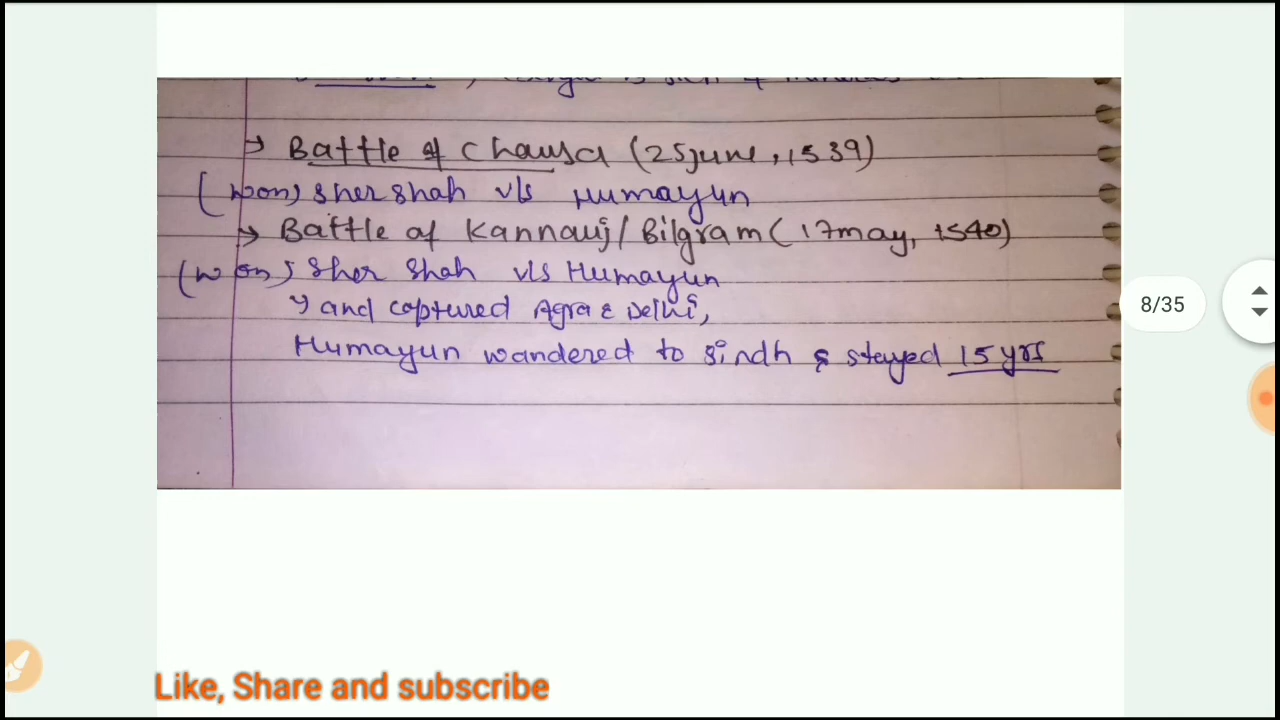 → Battle of Chausa (25 June, 1539)
(won) Sher Shah v/s Humayun
→ Battle of Kannauj / Bilgram (17 may, 1540)
(won) Sher Shah v/s Humayun
→ and captured Agra & Delhi,
Humayun wandered to Sindh & stayed 15 yrs
8/35
Like, Share and subscribe